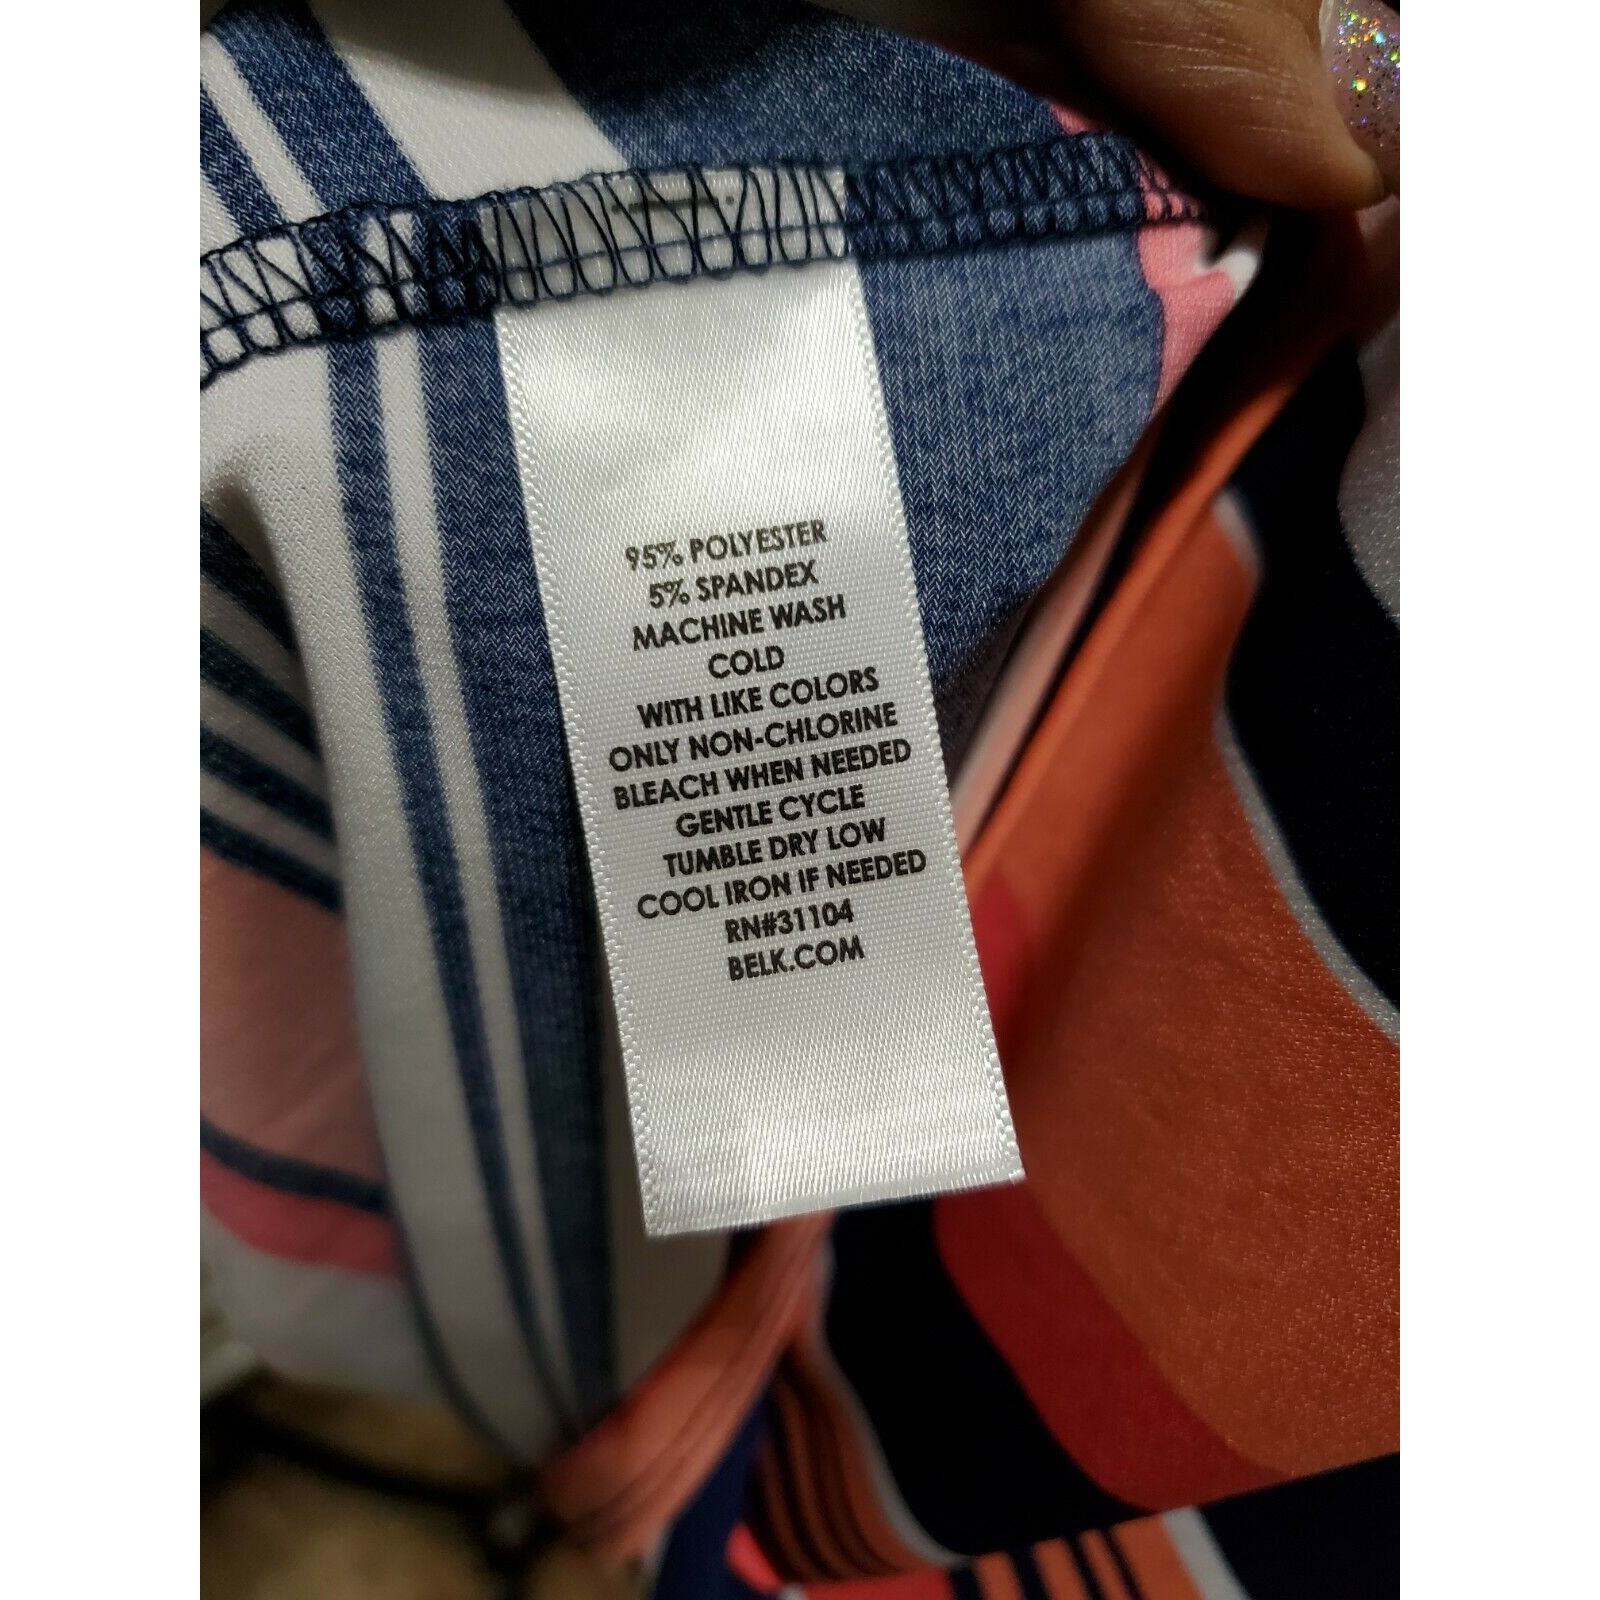 95% POLYESTER
5% SPANDEX
MACHINE WASH
COLD
WITH LIKE COLORS
ONLY NON-CHLORINE
BLEACH WHEN NEEDED
GENTLE CYCLE
TUMBLE DRY LOW
COOL IRON IF NEEDED
RN#31104
BELK.COM